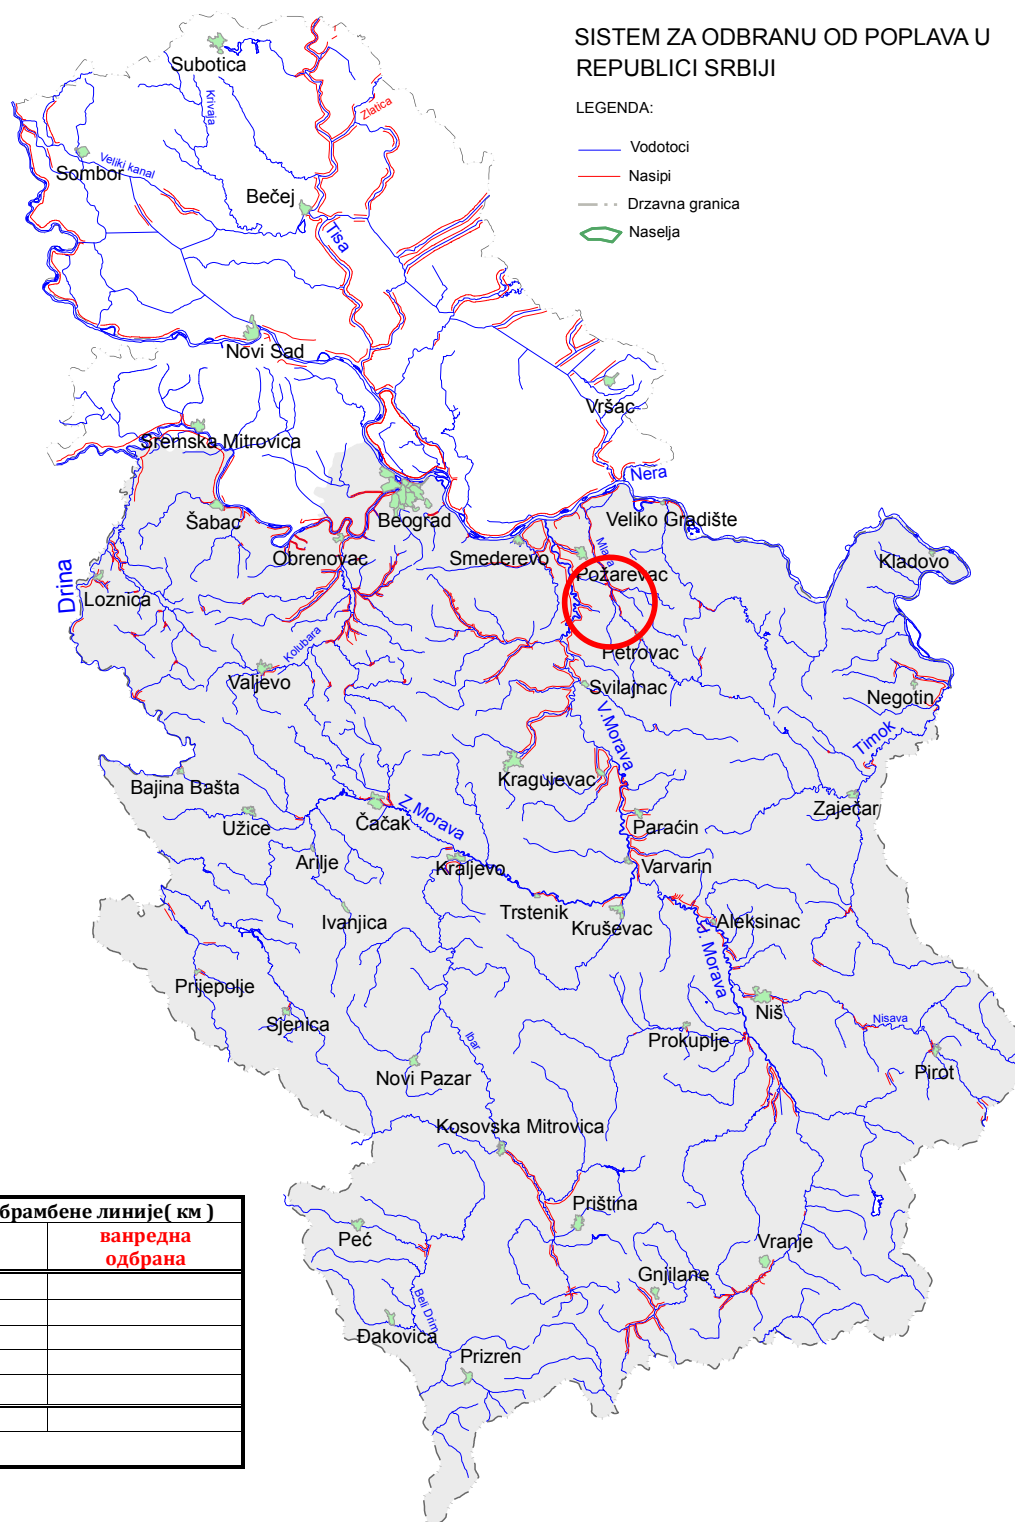 SISTEM ZA ODBRANU OD POPLAVA U
REPUBLICI SRBIJI
LEGENDA:
Vodotoci
Nasipi
Drzavna granica
Naselja
Subotica
Krivaja
Zlatica
Sombor
Veliki kanal
Bečej
Tisa
Novi Sad
Vršac
Sremska Mitrovica
Nera
Šabac
Beograd
Veliko Gradište
Obrenovac
Smederevo
Mlava
Kladovo
Drina
Požarevac
Loznica
Kolubara
Petrovac
Valjevo
Svilajnac
Negotin
V.Morava
Timok
Bajina Bašta
Kragujevac
Užice
Čačak
Z.Morava
Paraćin
Zaječar
Arilje
Kraljevo
Varvarin
Ivanjica
Trstenik
Kruševac
Aleksinac
J. Morava
Prijepolje
Sjenica
Niš
Nisava
Prokuplje
Ibar
Novi Pazar
Pirot
Kosovska Mitrovica
Priština
Peć
Vranje
Gnjilane
Beli Drim
Đakovica
Prizren
брамбене линије( км )
ванредна
одбрана